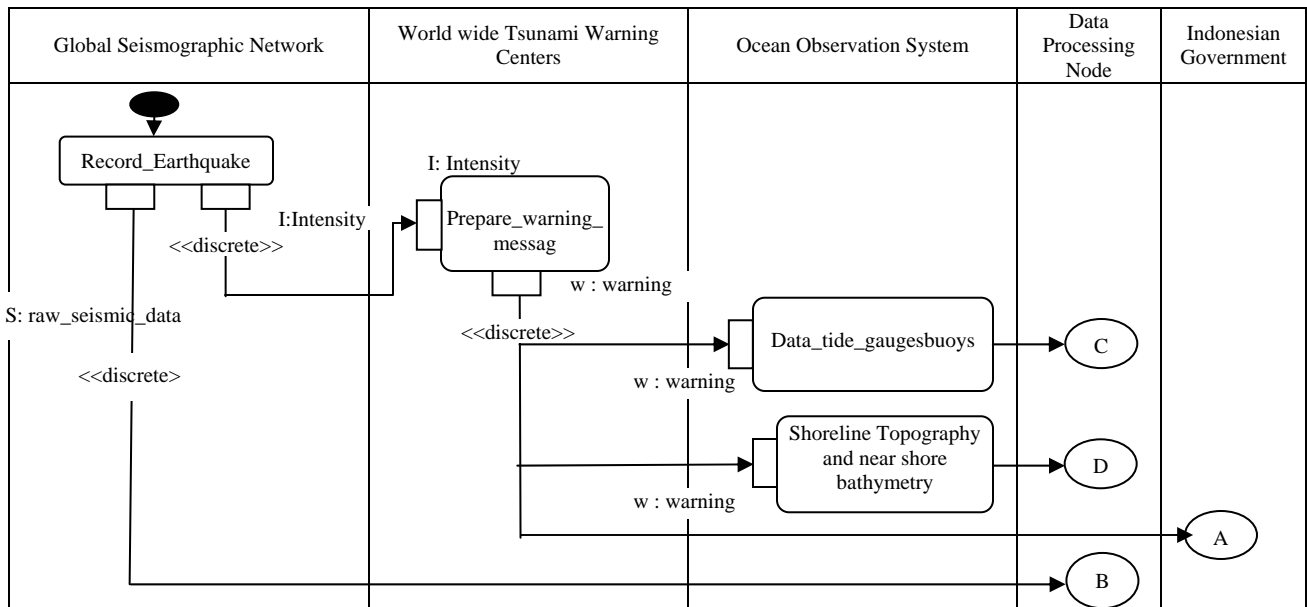 Global Seismographic Network
World wide Tsunami Warning
Centers
Ocean Observation System
Data
Processing
Node
Indonesian
Government
Record_Earthquake
I: Intensity
I:Intensity
Prepare_warning_
messag
<<discrete>>
w : warning
S: raw_seismic_data
<<discrete>>
Data_tide_gaugesbuoys
C
<<discrete>
w : warning
Shoreline Topography
and near shore
bathymetry
D
w : warning
A
B